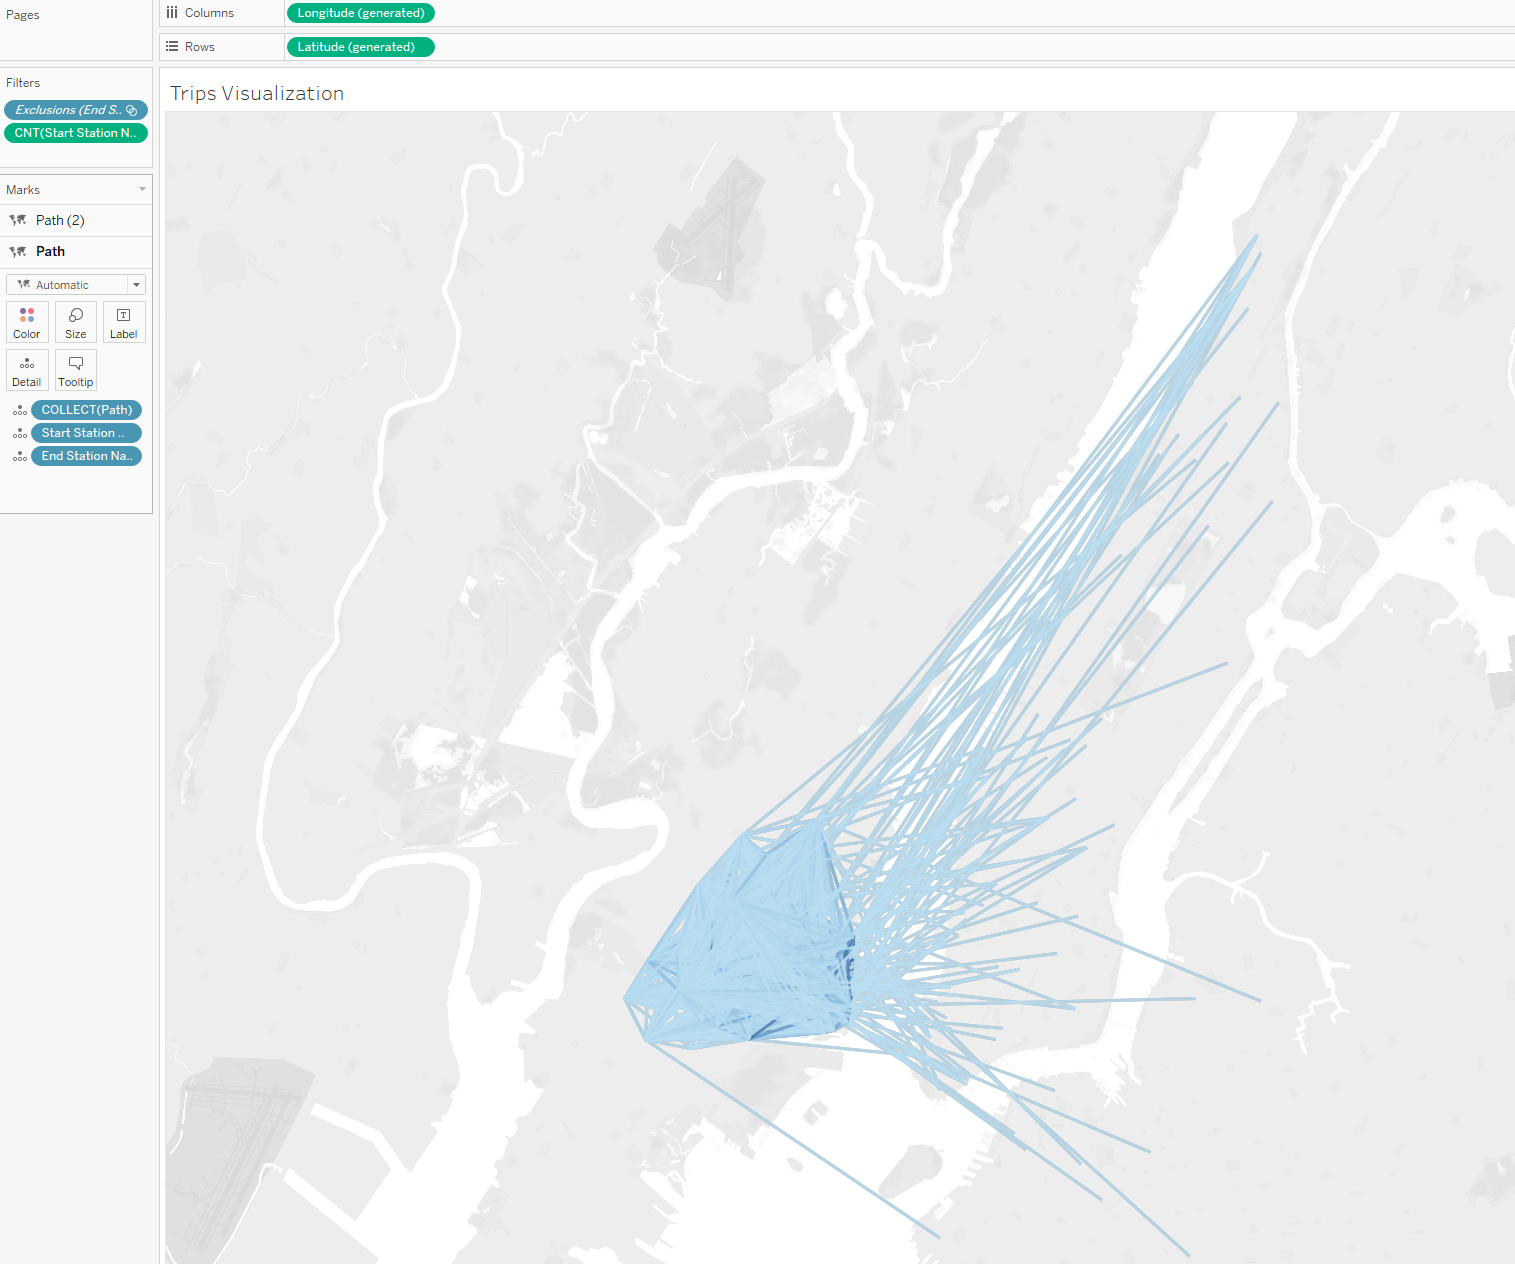 Pages
Columns
Longitude (generated)
Rows
Latitude (generated)
Filters
Exclusions (End S..
CNT(Start Station N..
Marks
Path (2)
Path
Automatic
Color
Size
T
Label
Detail
Tooltip
COLLECT(Path)
Start Station ..
End Station Na..
Trips Visualization